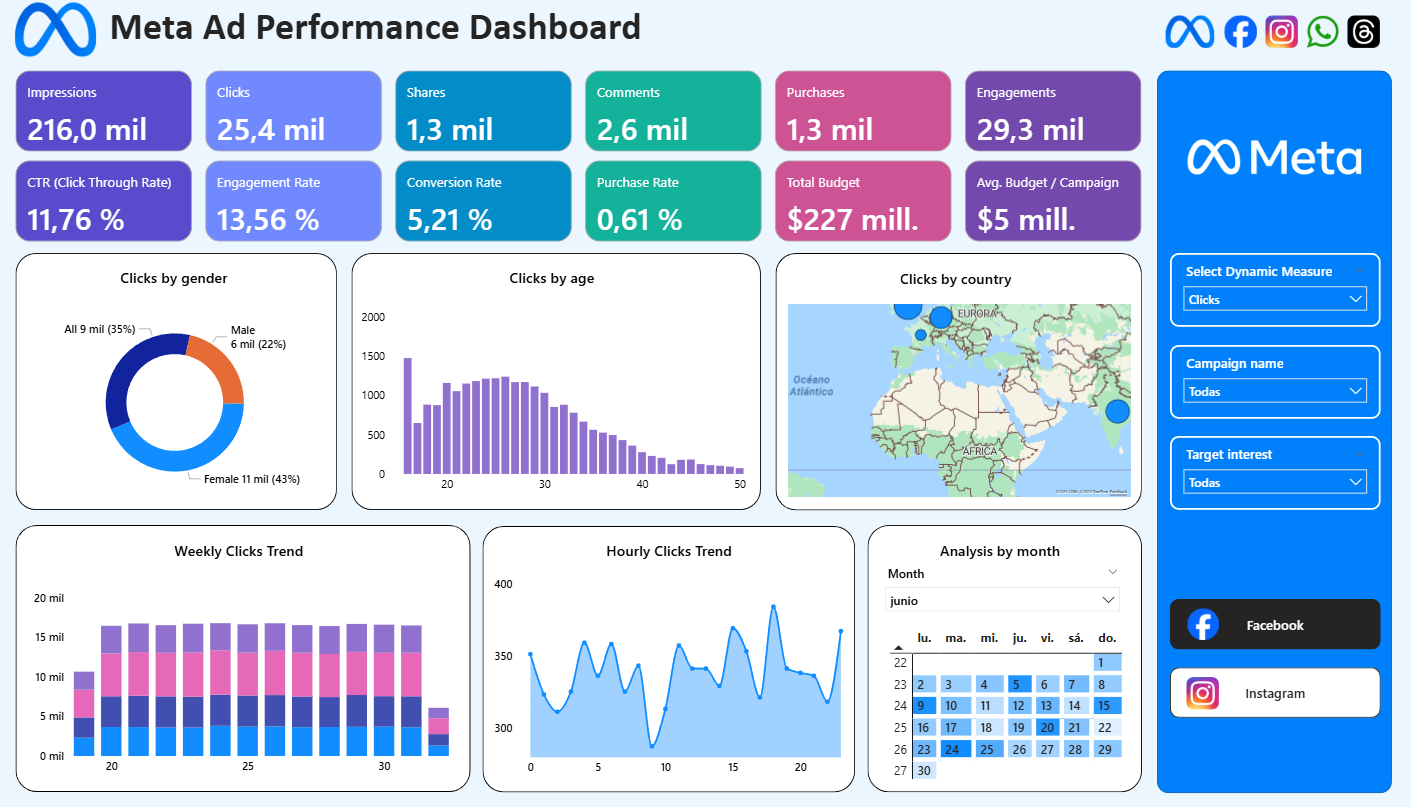 Meta Ad Performance Dashboard
Impressions
216,0 mil
Clicks
25,4 mil
Shares
1,3 mil
Comments
2,6 mil
Purchases
1,3 mil
Engagements
29,3 mil
CTR (Click Through Rate)
11,76 %
Engagement Rate
13,56 %
Conversion Rate
5,21 %
Purchase Rate
0,61 %
Total Budget
$227 mill.
Avg. Budget / Campaign
$5 mill.
Clicks by gender
All 9 mil (35%)
Male
6 mil (22%)
Female 11 mil (43%)
Clicks by age
2000
1500
1000
500
0
20
30
40
50
Clicks by country
EUROPA
Océano
Atlántico
ÁFRICA
Weekly Clicks Trend
20 mil
15 mil
10 mil
5 mil
0 mil
20
25
30
Hourly Clicks Trend
400
350
300
0
5
10
15
20
Analysis by month
Month
junio
lu. ma. mi. ju. vi. sá. do.
22 1
23 2 3 4 5 6 7 8
24 9 10 11 12 13 14 15
25 16 17 18 19 20 21 22
26 23 24 25 26 27 28 29
27 30
Meta
Select Dynamic Measure
Clicks
Campaign name
Todas
Target interest
Todas
Facebook
Instagram